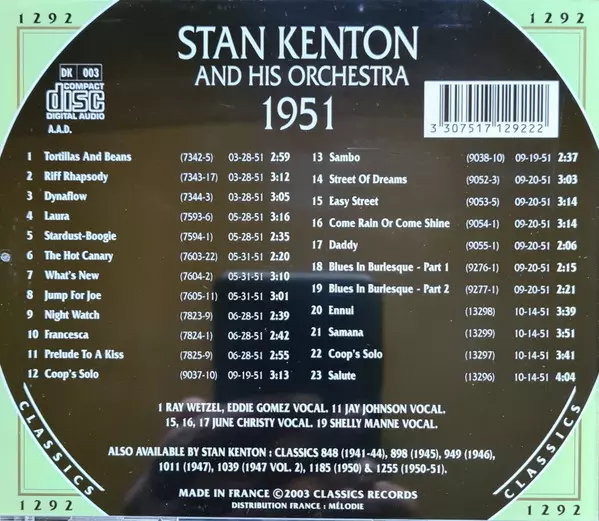 1292
1292
STAN KENTON
AND HIS ORCHESTRA
1951
DK 003
COMPACT
disc
DIGITAL AUDIO
A.A.D.
3 307517 129222
1 Tortillas And Beans (7342-5) 03-28-51 2:59
2 Riff Rhapsody (7343-17) 03-28-51 3:12
3 Dynaflow (7344-3) 03-28-51 3:05
4 Laura (7593-6) 05-28-51 3:16
5 Stardust-Boogie (7594-1) 05-28-51 2:35
6 The Hot Canary (7603-22) 05-31-51 2:20
7 What's New (7604-2) 05-31-51 3:10
8 Jump For Joe (7605-11) 05-31-51 3:01
9 Night Watch (7823-9) 06-28-51 2:39
10 Francesca (7824-1) 06-28-51 2:42
11 Prelude To A Kiss (7825-9) 06-28-51 2:55
12 Coop's Solo (9037-10) 09-19-51 3:13
13 Sambo (9038-10) 09-19-51 2:37
14 Street Of Dreams (9052-3) 09-20-51 3:03
15 Easy Street (9053-5) 09-20-51 3:14
16 Come Rain Or Come Shine (9054-1) 09-20-51 3:14
17 Daddy (9055-1) 09-20-51 2:06
18 Blues In Burlesque - Part 1 (9276-1) 09-20-51 2:15
19 Blues In Burlesque - Part 2 (9277-1) 09-20-51 2:21
20 Ennui (13298) 10-14-51 3:39
21 Samana (13299) 10-14-51 3:51
22 Coop's Solo (13297) 10-14-51 3:41
23 Salute (13296) 10-14-51 4:04
1 RAY WETZEL, EDDIE GOMEZ VOCAL. 11 JAY JOHNSON VOCAL.
15, 16, 17 JUNE CHRISTY VOCAL. 19 SHELLY MANNE VOCAL.
ALSO AVAILABLE BY STAN KENTON : CLASSICS 848 (1941-44), 898 (1945), 949 (1946),
1011 (1947), 1039 (1947 VOL. 2), 1185 (1950) & 1255 (1950-51).
MADE IN FRANCE ©2003 CLASSICS RECORDS
DISTRIBUTION FRANCE : MÉLODIE
CLASSICS
CLASSICS
1292
1292